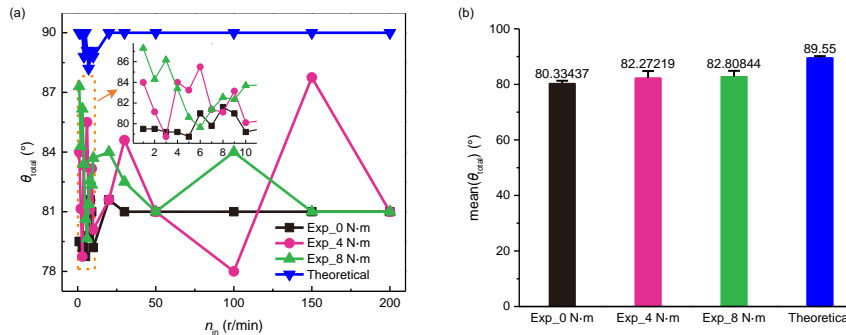 (a)
90
87
84
81
78
θtotal (°)
0
50
100
150
200
nin (r/min)
86
84
82
80
1
2
4
6
8
10
Exp_0 N·m
Exp_4 N·m
Exp_8 N·m
Theoretical
(b)
100
80
60
40
20
0
mean(θtotal) (°)
80.33437
82.27219
82.80844
89.55
Exp_0 N·m
Exp_4 N·m
Exp_8 N·m
Theoretical